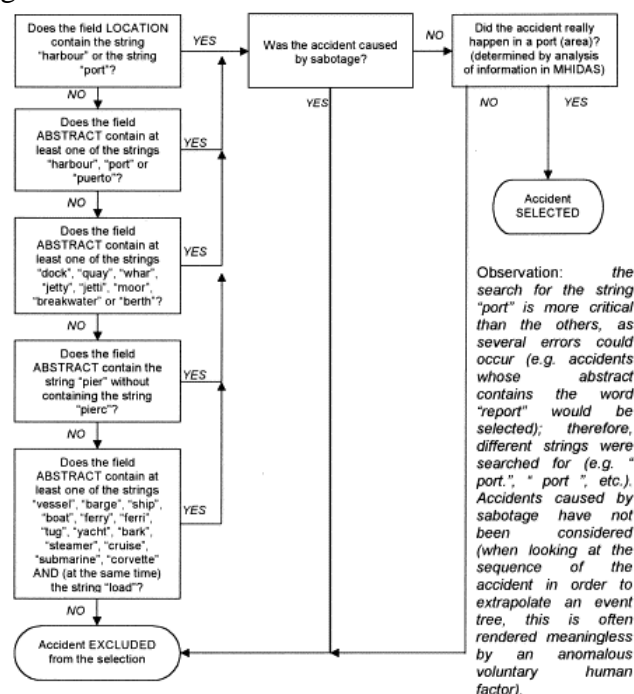 Does the field LOCATION
contain the string
“harbour” or the string
“port”?
YES
NO
Was the accident caused
by sabotage?
NO
YES
Did the accident really
happen in a port (area)?
(determined by analysis
of information in MHIDAS)
NO
YES
Accident
SELECTED
Does the field
ABSTRACT contain at
least one of the strings
“harbour”, “port” or
“puerto”?
YES
NO
Does the field
ABSTRACT contain at
least one of the strings
“dock”, “quay”, “whar”,
“jetty”, “jetti”, “moor”,
“breakwater” or “berth”?
YES
NO
Does the field
ABSTRACT contain the
string “pier” without
containing the string
“pierc”?
YES
NO
Does the field
ABSTRACT contain at
least one of the strings
“vessel”, “barge”, “ship”,
“boat”, “ferry”, “ferri”,
“tug”, “yacht”, “bark”,
“steamer”, “cruise”,
“submarine”, “corvette”
AND (at the same time)
the string “load”?
YES
NO
Accident EXCLUDED
from the selection
Observation: the
search for the string
“port” is more critical
than the others, as
several errors could
occur (e.g. accidents
whose abstract
contains the word
“report” would be
selected); therefore,
different strings were
searched for (e.g. “
port.”, “ port ”, etc.).
Accidents caused by
sabotage have not
been considered
(when looking at the
sequence of the
accident in order to
extrapolate an event
tree, this is often
rendered meaningless
by an anomalous
voluntary human
factor).